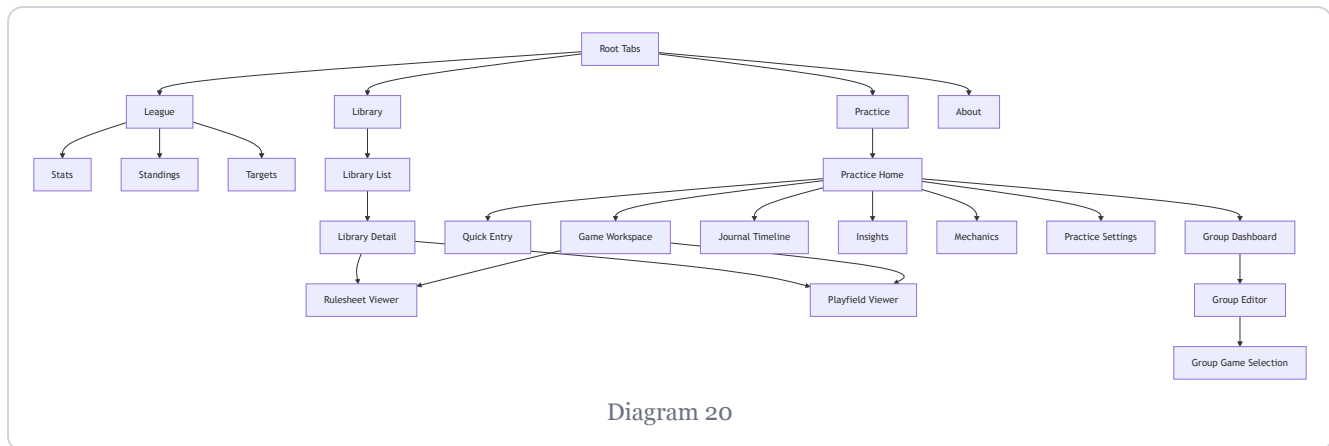 Root Tabs
League
Library
Practice
About
Stats
Standings
Targets
Library List
Practice Home
Library Detail
Quick Entry
Game Workspace
Journal Timeline
Insights
Mechanics
Practice Settings
Group Dashboard
Rulesheet Viewer
Playfield Viewer
Group Editor
Group Game Selection
Diagram 20